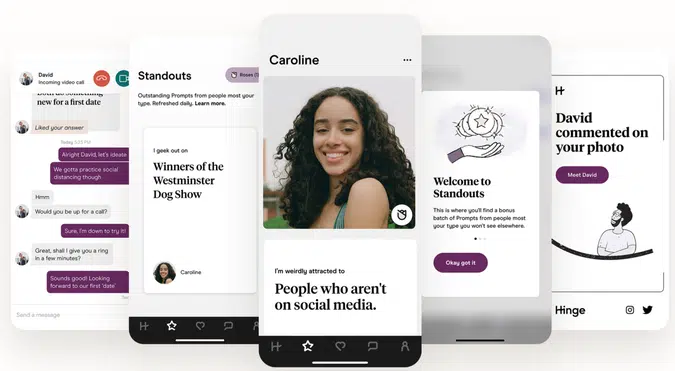 David
incoming video call
new for a first date
Liked your answer
Today 5:23 PM
Alright David, let's ideate
We gotta practice social
distancing though
Hmm
Would you be up for a call?
Sure, I'm down to try it!
Great, shall I give you a ring
in a few minutes?
Sounds good! Looking
forward to our first 'date'
Send a message
Standouts
Roses (1)
Outstanding Prompts from people most your
type. Refreshed daily. Learn more.
I geek out on
Winners of the
Westminster
Dog Show
Caroline
Caroline
I'm weirdly attracted to
People who aren't
on social media.
Welcome to
Standouts
This is where you'll find a bonus
batch of Prompts from people most
your type you won't see elsewhere.
Okay got it
David
commented on
your photo
Meet David
Hinge